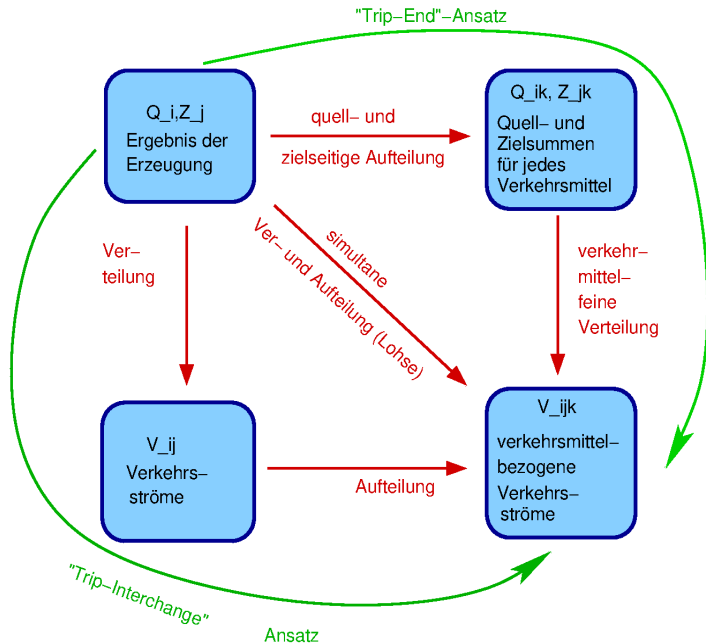 "Trip–End"–Ansatz
Q_i,Z_j
Ergebnis der
Erzeugung
quell– und
zielseitige Aufteilung
Q_ik, Z_jk
Quell– und
Zielsummen
für jedes
Verkehrsmittel
Ver–
teilung
simultane
Ver– und Aufteilung (Lohse)
verkehr–
mittel–
feine
Verteilung
V_ij
Verkehrs–
ströme
Aufteilung
V_ijk
verkehrsmittel–
bezogene
Verkehrs–
ströme
"Trip–Interchange"
Ansatz